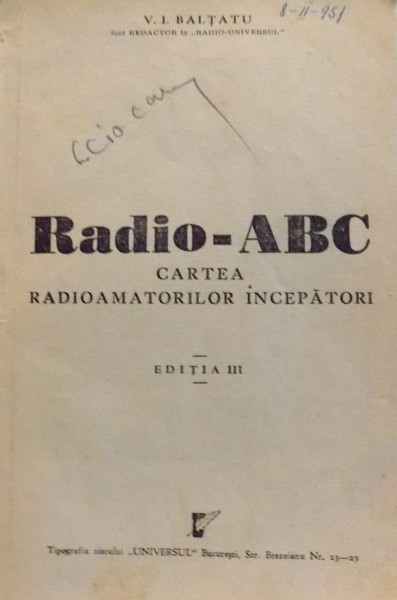 8-II-951
V. I. BALȚATU
fost REDACTOR la „RADIO-UNIVERSUL"
Radio-ABC
CARTEA
RADIOAMATORILOR ÎNCEPĂTORI
EDIȚIA III
Tipografia ziarului „UNIVERSUL" București, Str. Brezoianu Nr. 23—25